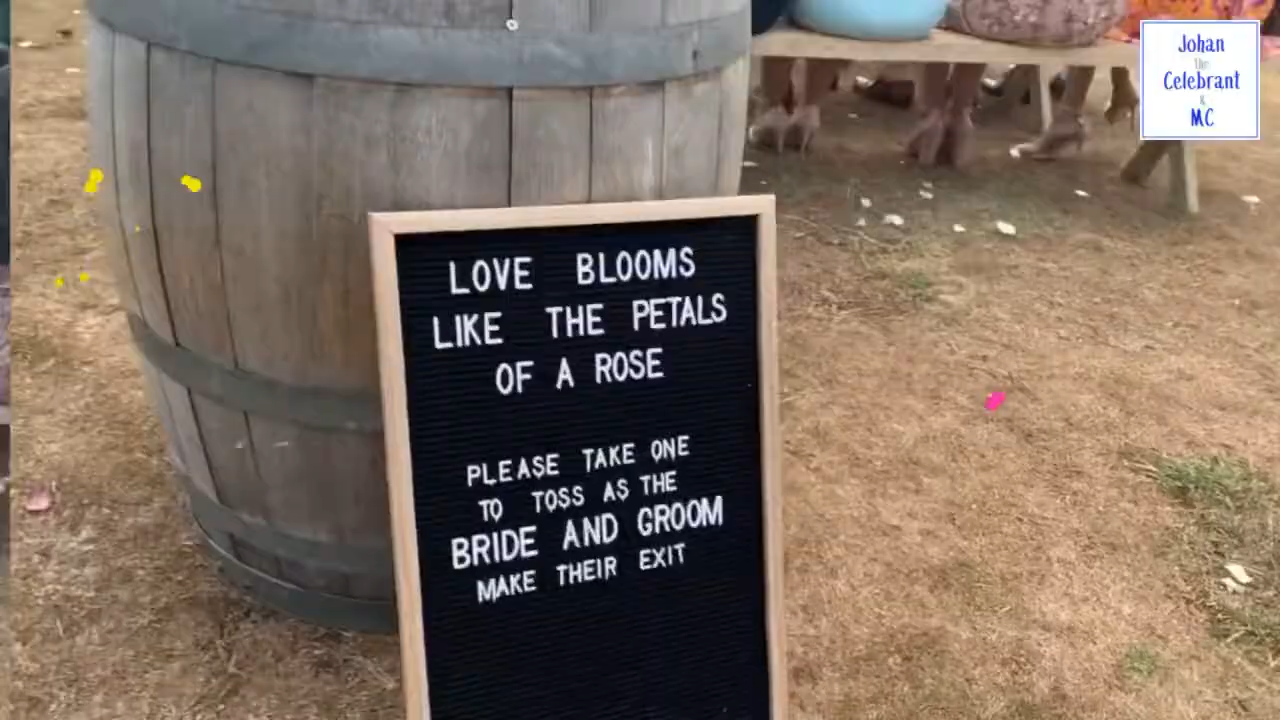 Johan
the
Celebrant
&
MC
LOVE BLOOMS
LIKE THE PETALS
OF A ROSE
PLEASE TAKE ONE
TO TOSS AS THE
BRIDE AND GROOM
MAKE THEIR EXIT